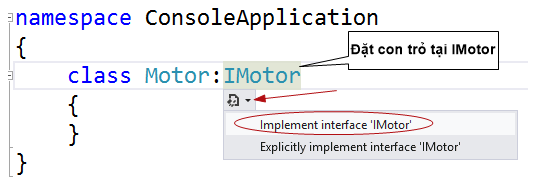 namespace ConsoleApplication
{
Đặt con trỏ tại IMotor
class Motor:IMotor
{
Implement interface 'IMotor'
}
Explicitly implement interface 'IMotor'
}